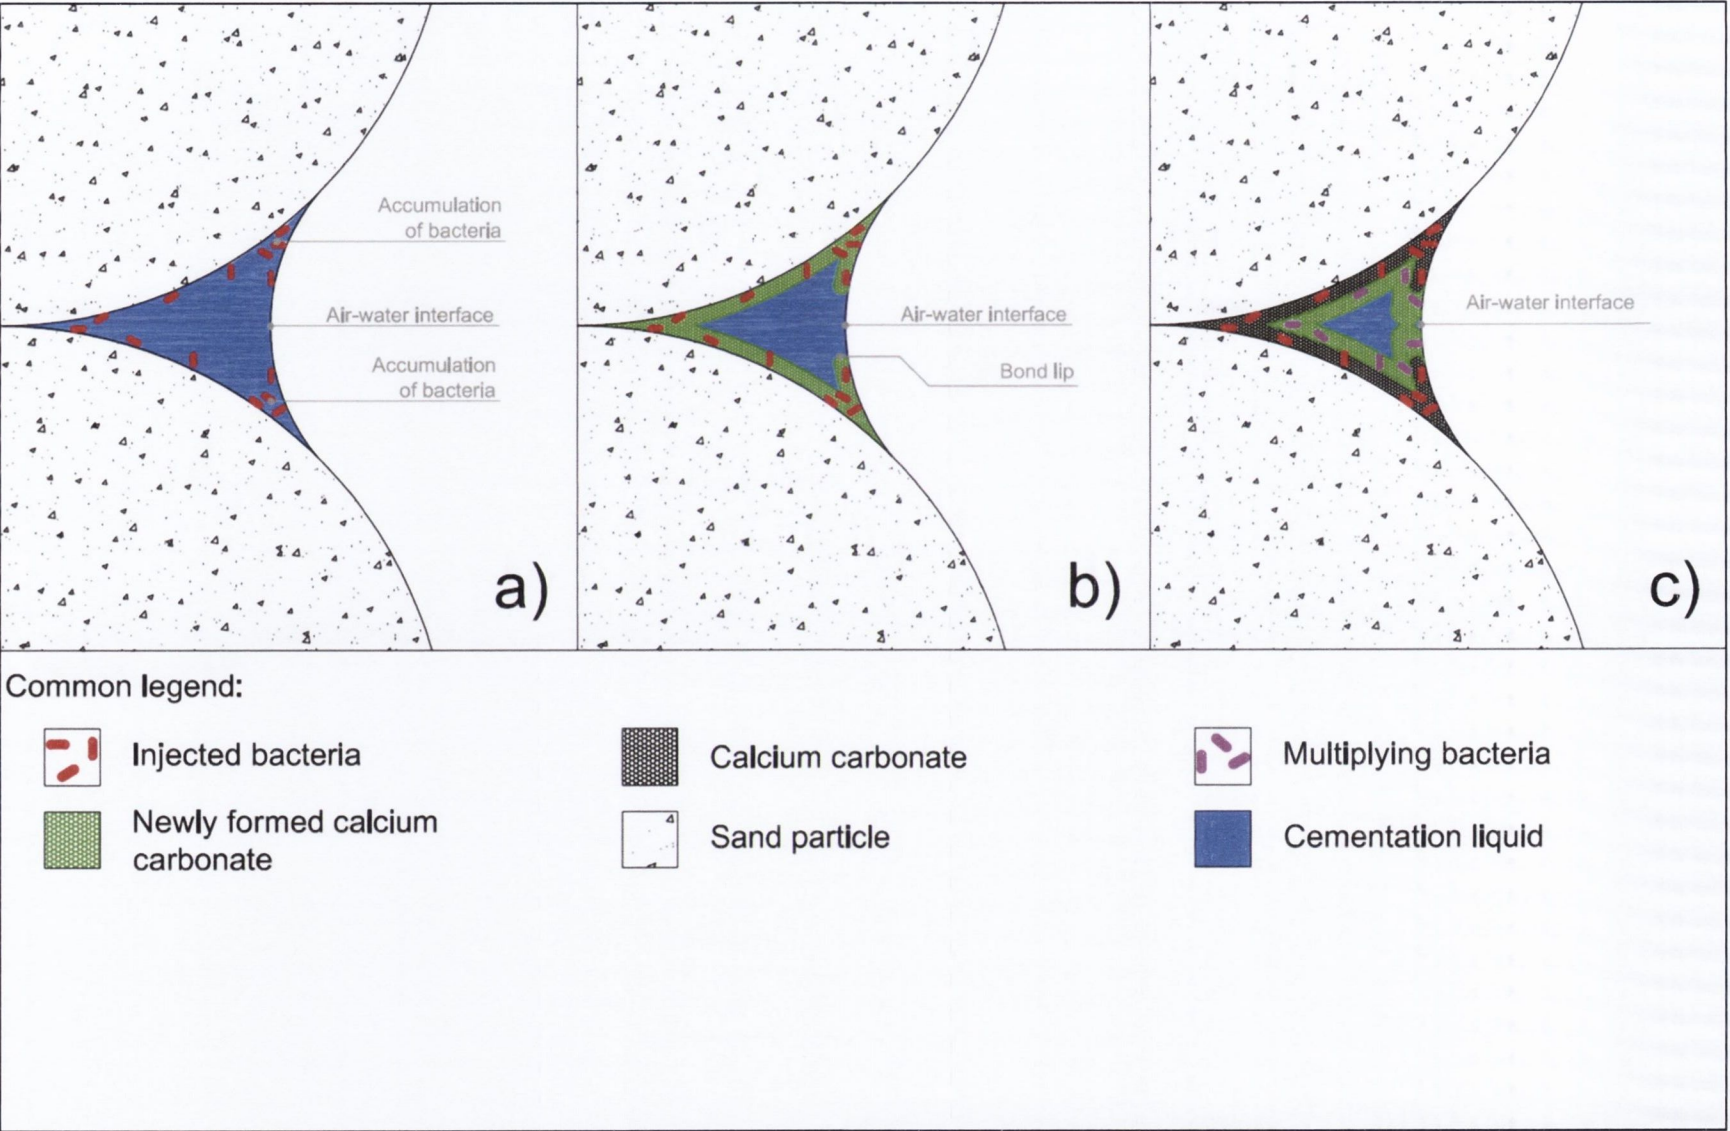 Accumulation
of bacteria
Air-water interface
Accumulation
of bacteria
a)
Air-water interface
Bond lip
b)
Air-water interface
c)
Common legend:
Injected bacteria
Calcium carbonate
Multiplying bacteria
Newly formed calcium
carbonate
Sand particle
Cementation liquid